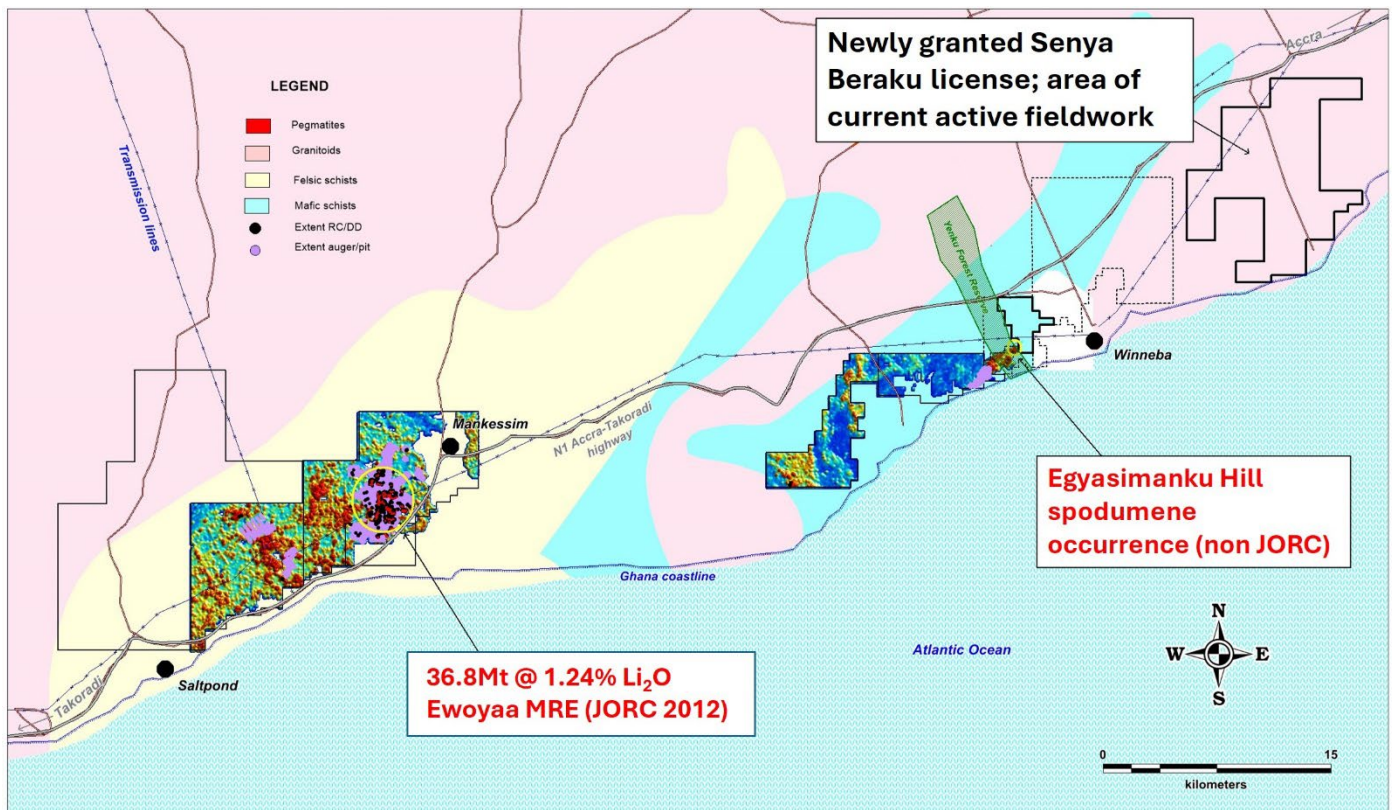 Newly granted Senya
Beraku license; area of
current active fieldwork
Accra
LEGEND
Pegmatites
Granitoids
Felsic schists
Mafic schists
Extent RC/DD
Extent auger/pit
Transmission lines
Yenku Forest Reserve
Winneba
Mankessim
N1 Accra-Takoradi
highway
Egyasimanku Hill
spodumene
occurrence (non JORC)
Ghana coastline
Atlantic Ocean
36.8Mt @ 1.24% Li₂O
Ewoyaa MRE (JORC 2012)
Saltpond
Takoradi
N
W
E
S
0
15
kilometers